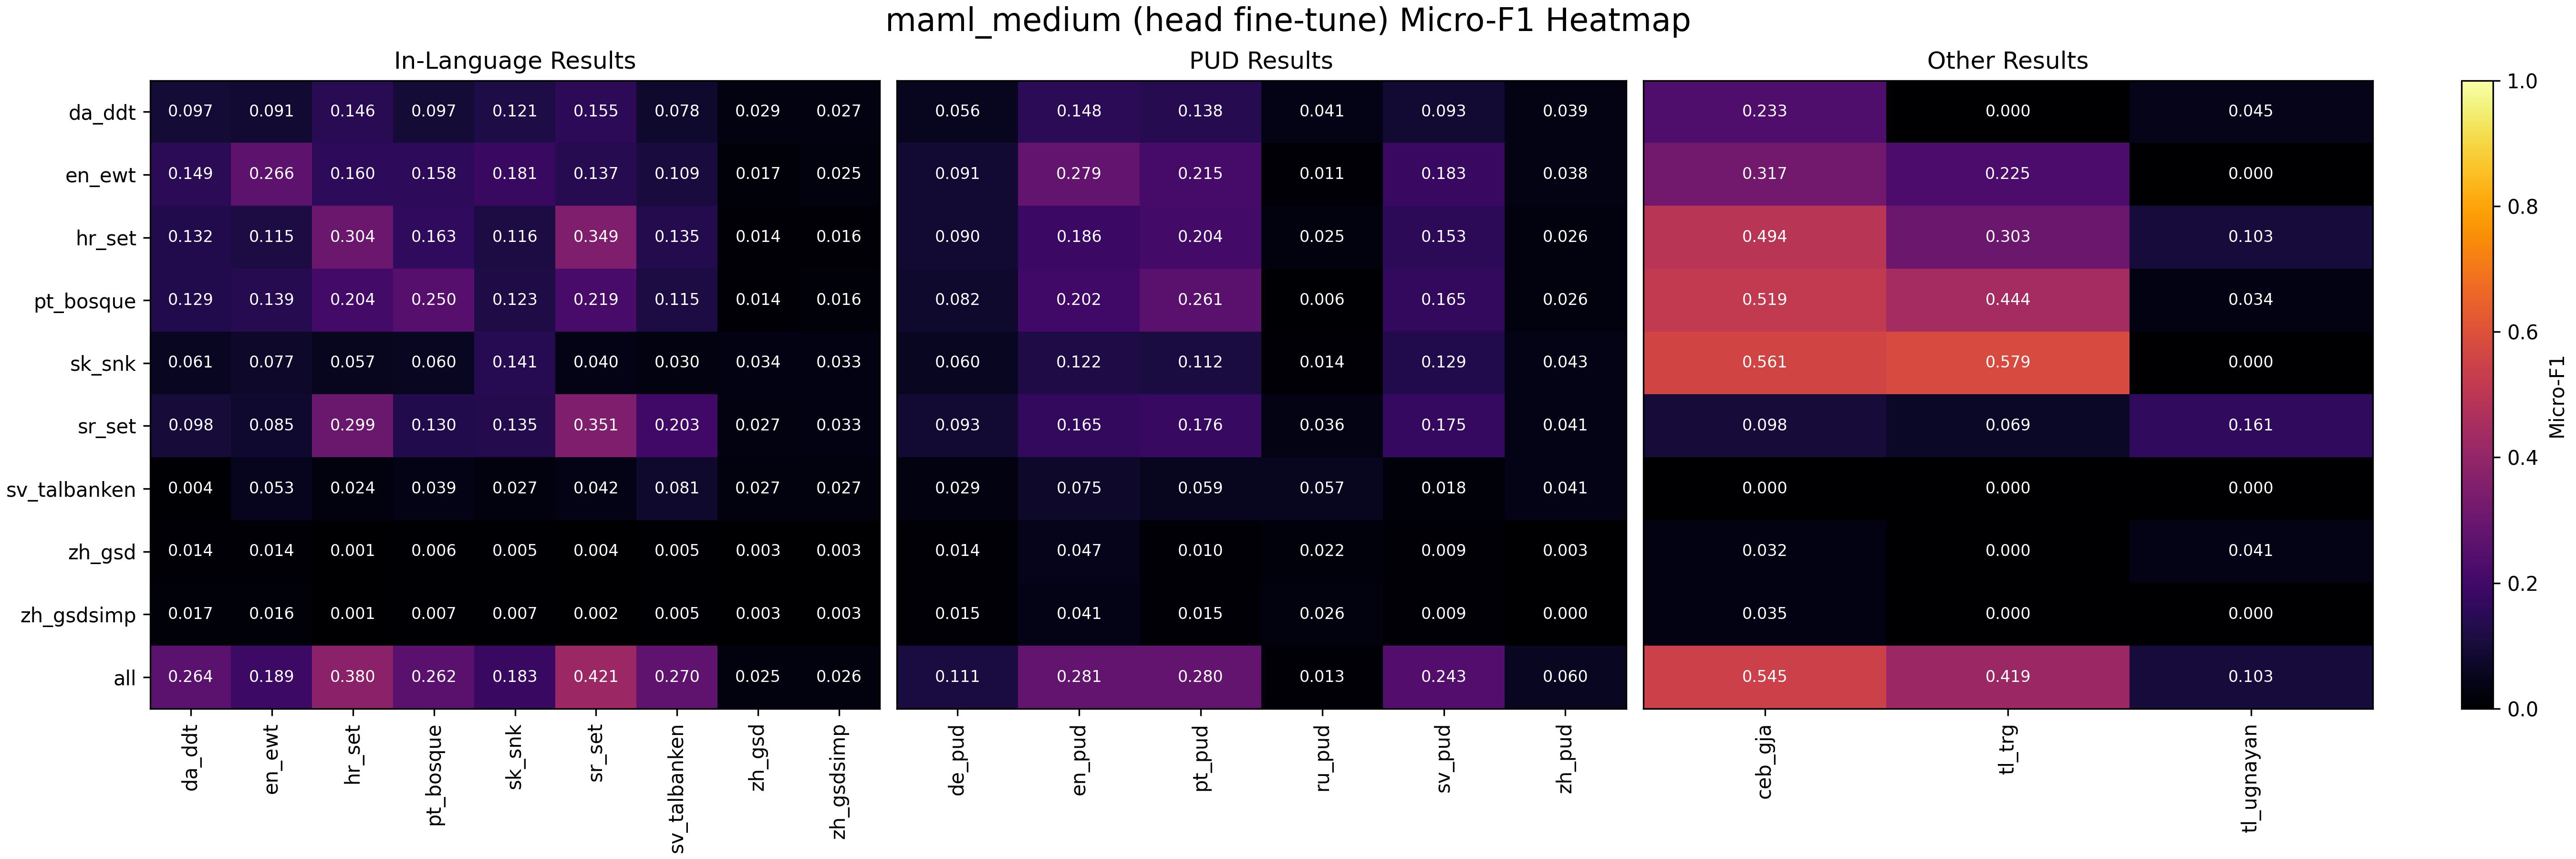 maml_medium (head fine-tune) Micro-F1 Heatmap
In-Language Results
PUD Results
Other Results
da_ddt 0.097 0.091 0.146 0.097 0.121 0.155 0.078 0.029 0.027 0.056 0.148 0.138 0.041 0.093 0.039 0.233 0.000 0.045
en_ewt 0.149 0.266 0.160 0.158 0.181 0.137 0.109 0.017 0.025 0.091 0.279 0.215 0.011 0.183 0.038 0.317 0.225 0.000
hr_set 0.132 0.115 0.304 0.163 0.116 0.349 0.135 0.014 0.016 0.090 0.186 0.204 0.025 0.153 0.026 0.494 0.303 0.103
pt_bosque 0.129 0.139 0.204 0.250 0.123 0.219 0.115 0.014 0.016 0.082 0.202 0.261 0.006 0.165 0.026 0.519 0.444 0.034
sk_snk 0.061 0.077 0.057 0.060 0.141 0.040 0.030 0.034 0.033 0.060 0.122 0.112 0.014 0.129 0.043 0.561 0.579 0.000
sr_set 0.098 0.085 0.299 0.130 0.135 0.351 0.203 0.027 0.033 0.093 0.165 0.176 0.036 0.175 0.041 0.098 0.069 0.161
sv_talbanken 0.004 0.053 0.024 0.039 0.027 0.042 0.081 0.027 0.027 0.029 0.075 0.059 0.057 0.018 0.041 0.000 0.000 0.000
zh_gsd 0.014 0.014 0.001 0.006 0.005 0.004 0.005 0.003 0.003 0.014 0.047 0.010 0.022 0.009 0.003 0.032 0.000 0.041
zh_gsdsimp 0.017 0.016 0.001 0.007 0.007 0.002 0.005 0.003 0.003 0.015 0.041 0.015 0.026 0.009 0.000 0.035 0.000 0.000
all 0.264 0.189 0.380 0.262 0.183 0.421 0.270 0.025 0.026 0.111 0.281 0.280 0.013 0.243 0.060 0.545 0.419 0.103
da_ddt
en_ewt
hr_set
pt_bosque
sk_snk
sr_set
sv_talbanken
zh_gsd
zh_gsdsimp
de_pud
en_pud
pt_pud
ru_pud
sv_pud
zh_pud
ceb_gja
tl_trg
tl_ugnayan
1.0
0.8
0.6
0.4
0.2
0.0
Micro-F1